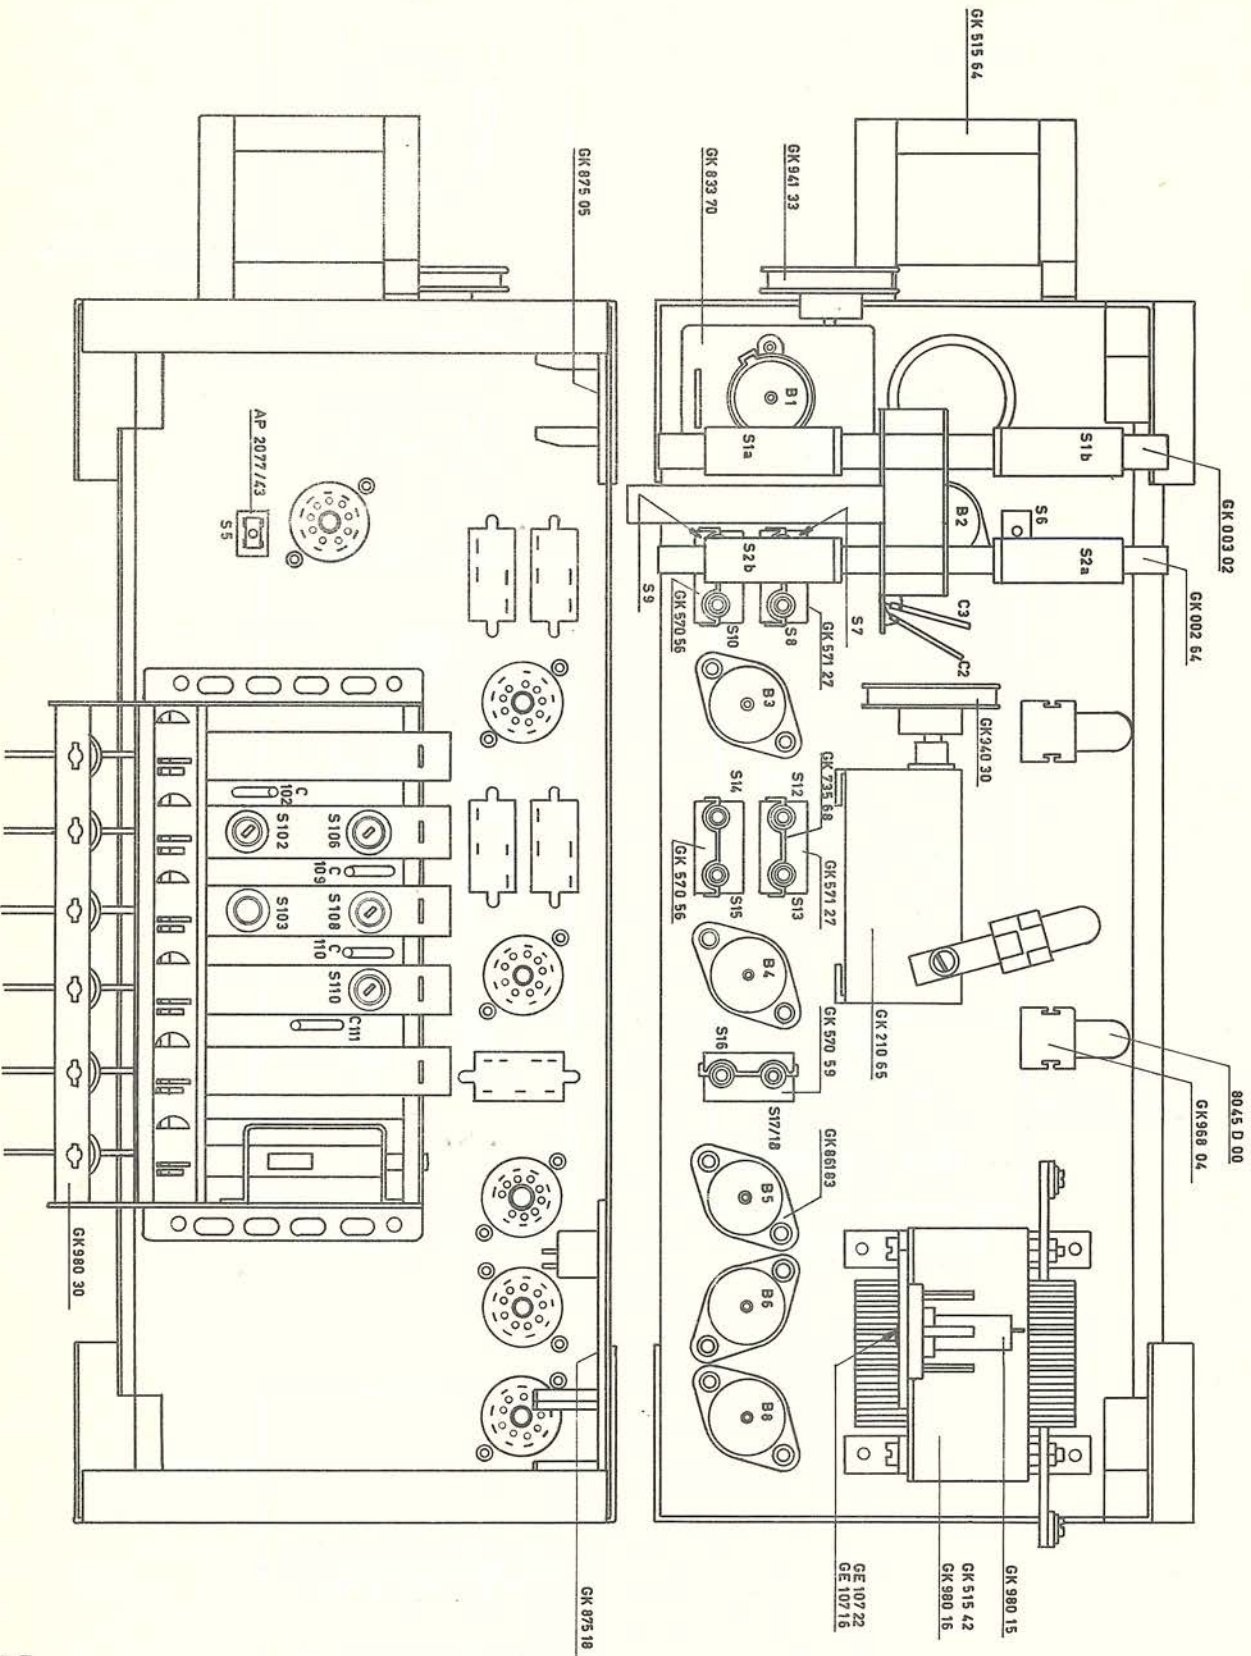 GK 515 64
GK 941 33
GK 833 70
GK 875 05
B1
S1a
S1b
GK 003 02
B2
S6
S2b
S2a
GK 002 64
S9
GK 570 56
S10
S8
GK 571 27
S7
C3
C2
B3
GK 940 30
S14
S12
GK 735 68
GK 571 27
S13
GK 570 56
S15
B4
GK 210 65
S16
GK 570 59
S17/18
GK 861 83
8045 D 00
GK 968 04
B5
B6
B8
GK 980 15
GK 515 42
GK 980 16
GE 107 22
GE 107 16
AP 2077/43
S5
C
102
S102
S106
C
109
S103
S108
C
110
S110
C111
GK 980 30
GK 875 18